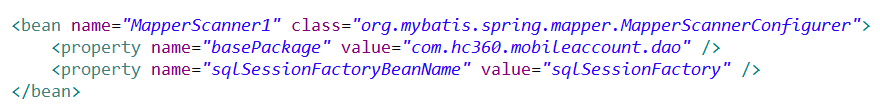 <bean name="MapperScanner1" class="org.mybatis.spring.mapper.MapperScannerConfigurer">
<property name="basePackage" value="com.hc360.mobileaccount.dao" />
<property name="sqlSessionFactoryBeanName" value="sqlSessionFactory" />
</bean>